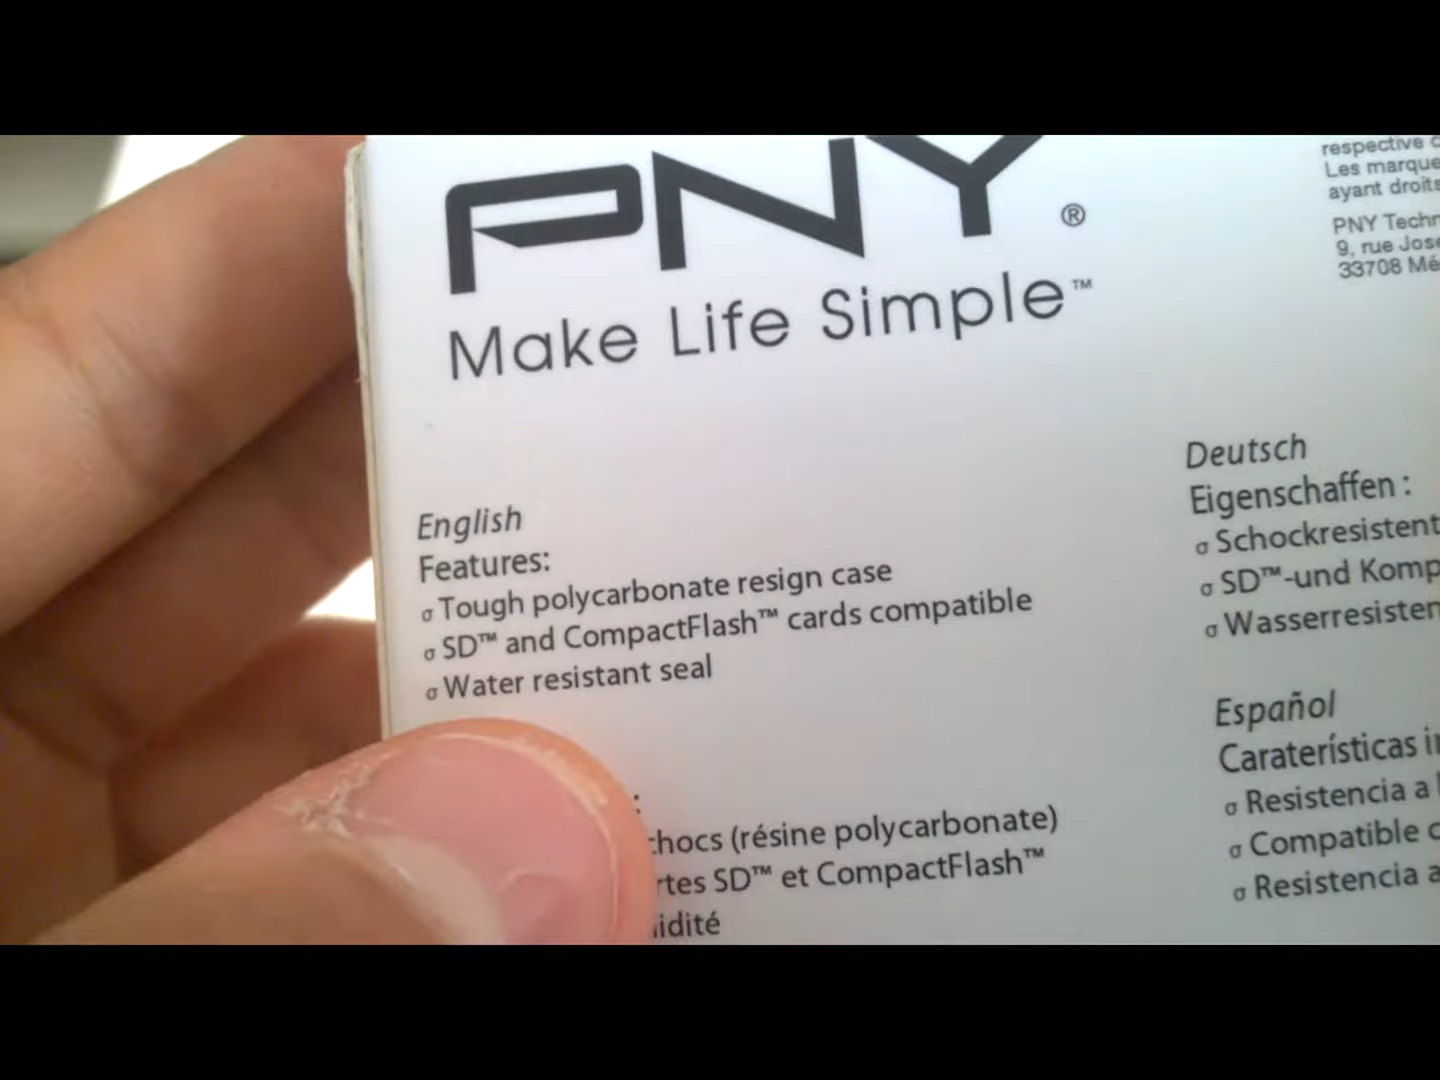 PNY®
Make Life Simple™
English
Features:
σ Tough polycarbonate resign case
σ SD™ and CompactFlash™ cards compatible
σ Water resistant seal
:
chocs (résine polycarbonate)
rtes SD™ et CompactFlash™
idité
Deutsch
Eigenschaffen :
σ Schockresistent
σ SD™-und Komp
σ Wasserresisten
Español
Caraterísticas
σ Resistencia a
σ Compatible
σ Resistencia a
respective
Les marque
ayant droits
PNY Techn
9, rue Jose
33708 Mé